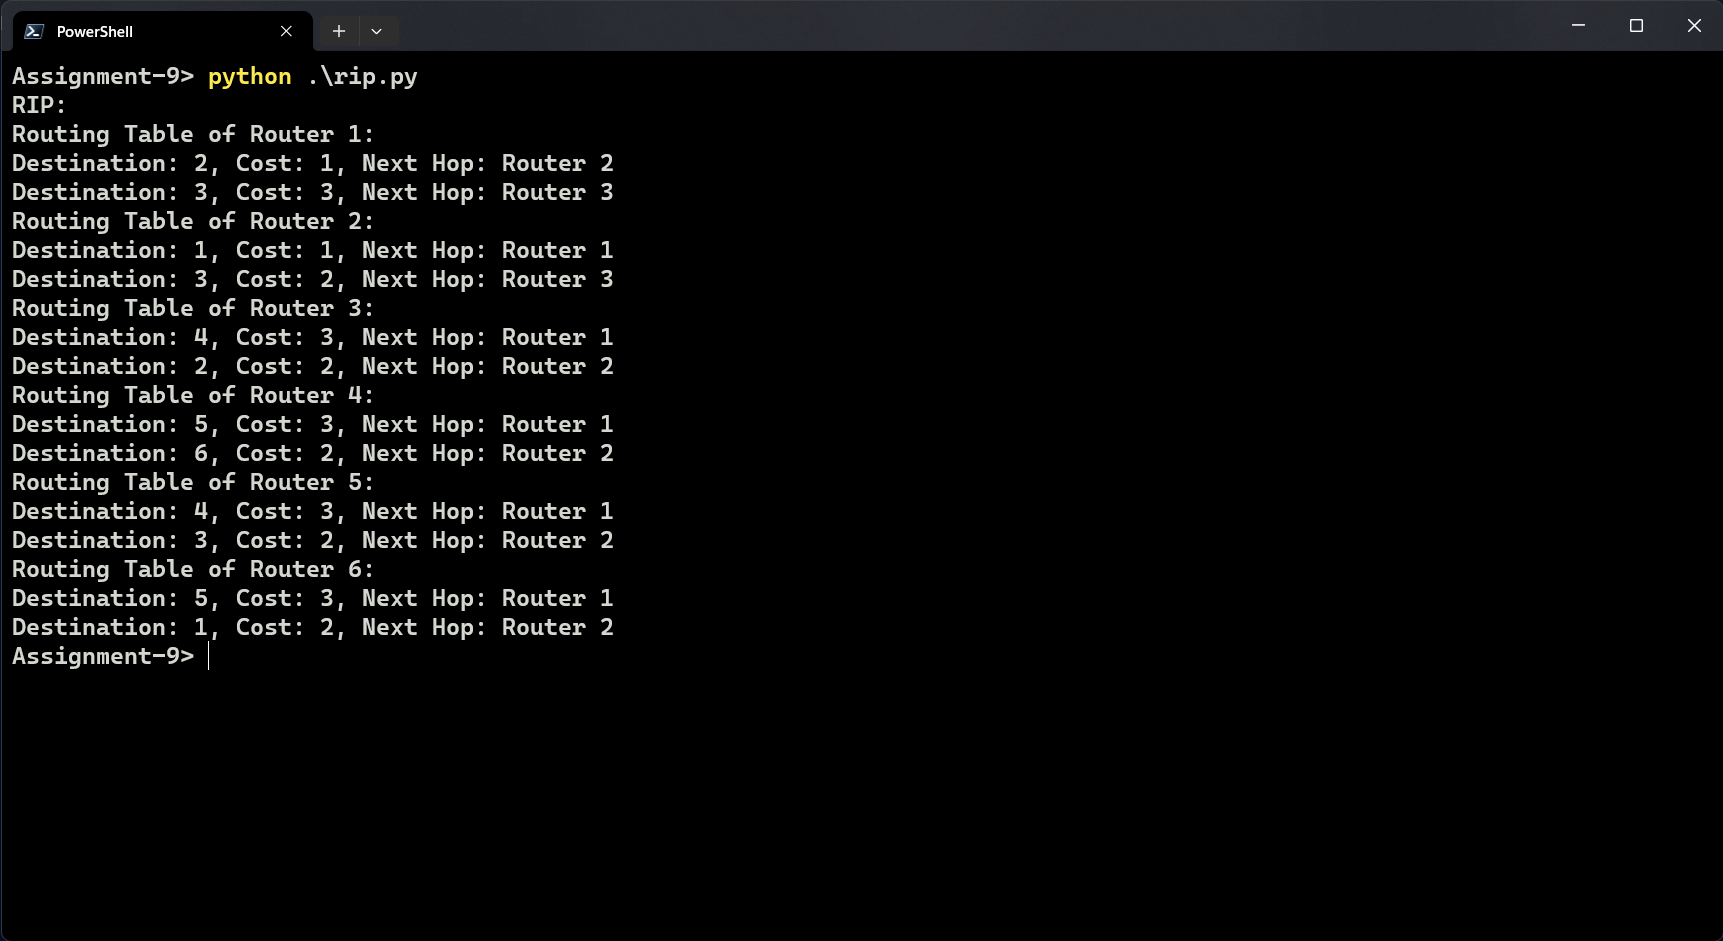 PowerShell
Assignment-9> python .\rip.py
RIP:
Routing Table of Router 1:
Destination: 2, Cost: 1, Next Hop: Router 2
Destination: 3, Cost: 3, Next Hop: Router 3
Routing Table of Router 2:
Destination: 1, Cost: 1, Next Hop: Router 1
Destination: 3, Cost: 2, Next Hop: Router 3
Routing Table of Router 3:
Destination: 4, Cost: 3, Next Hop: Router 1
Destination: 2, Cost: 2, Next Hop: Router 2
Routing Table of Router 4:
Destination: 5, Cost: 3, Next Hop: Router 1
Destination: 6, Cost: 2, Next Hop: Router 2
Routing Table of Router 5:
Destination: 4, Cost: 3, Next Hop: Router 1
Destination: 3, Cost: 2, Next Hop: Router 2
Routing Table of Router 6:
Destination: 5, Cost: 3, Next Hop: Router 1
Destination: 1, Cost: 2, Next Hop: Router 2
Assignment-9>